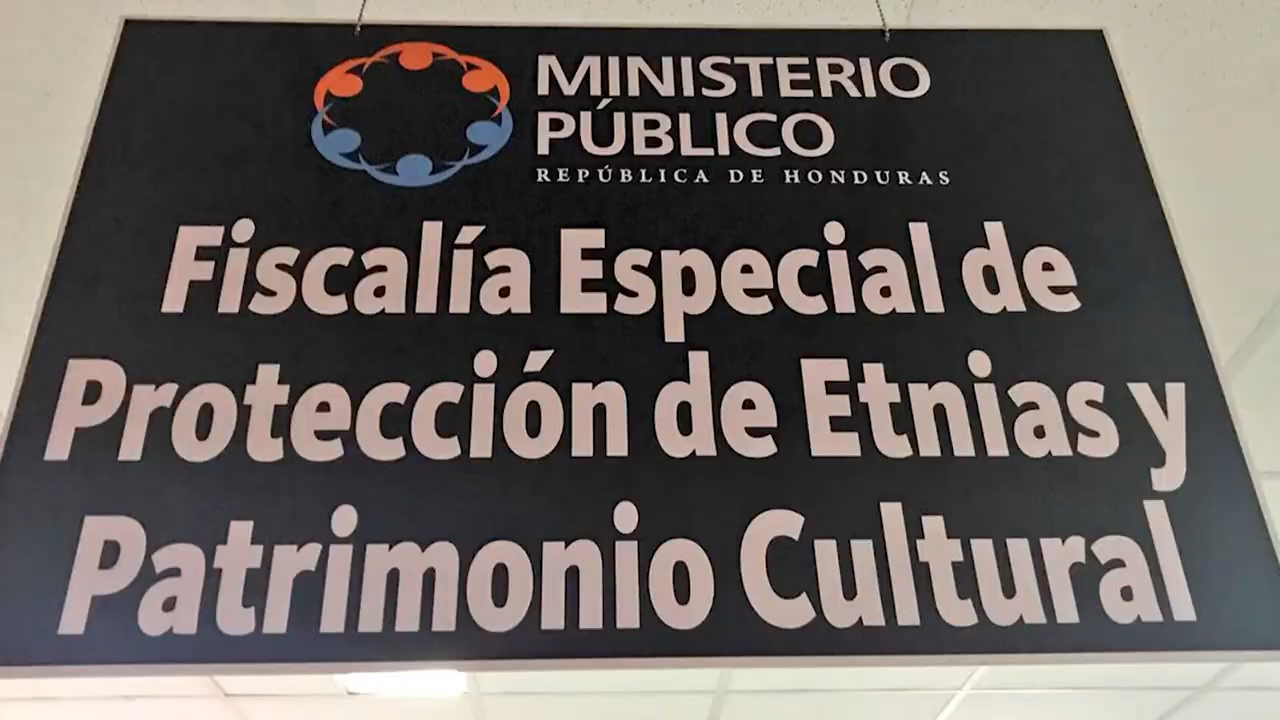 MINISTERIO
PÚBLICO
REPÚBLICA DE HONDURAS
Fiscalía Especial de
Protección de Etnias y
Patrimonio Cultural